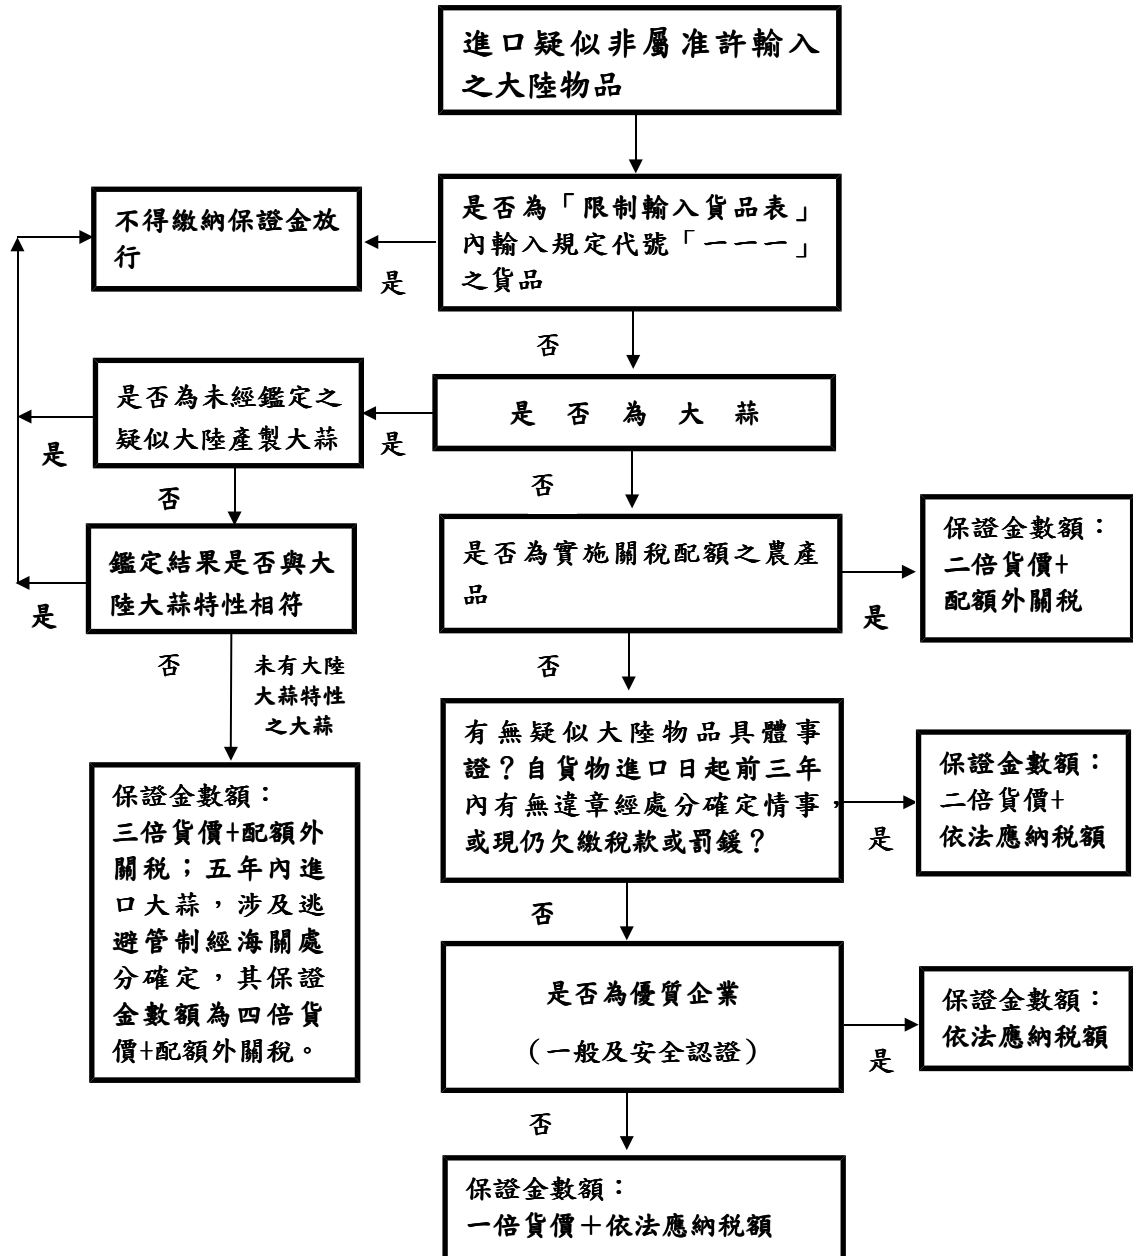 進口疑似非屬准許輸入
之大陸物品
是否為「限制輸入貨品表」
內輸入規定代號「一一一」
之貨品
是
不得繳納保證金放
行
否
是 否 為 大 蒜
是
是否為未經鑑定之
疑似大陸產製大蒜
是
否
鑑定結果是否與大
陸大蒜特性相符
是
否
未有大陸
大蒜特性
之大蒜
保證金數額：
三倍貨價+配額外
關稅；五年內進
口大蒜，涉及逃
避管制經海關處
分確定，其保證
金數額為四倍貨
價+配額外關稅。
否
是否為實施關稅配額之農產
品
是
保證金數額：
二倍貨價+
配額外關稅
否
有無疑似大陸物品具體事
證？自貨物進口日起前三年
內有無違章經處分確定情事，
或現仍欠繳稅款或罰鍰？
是
保證金數額：
二倍貨價+
依法應納稅額
否
是否為優質企業
（一般及安全認證）
是
保證金數額：
依法應納稅額
否
保證金數額：
一倍貨價＋依法應納稅額